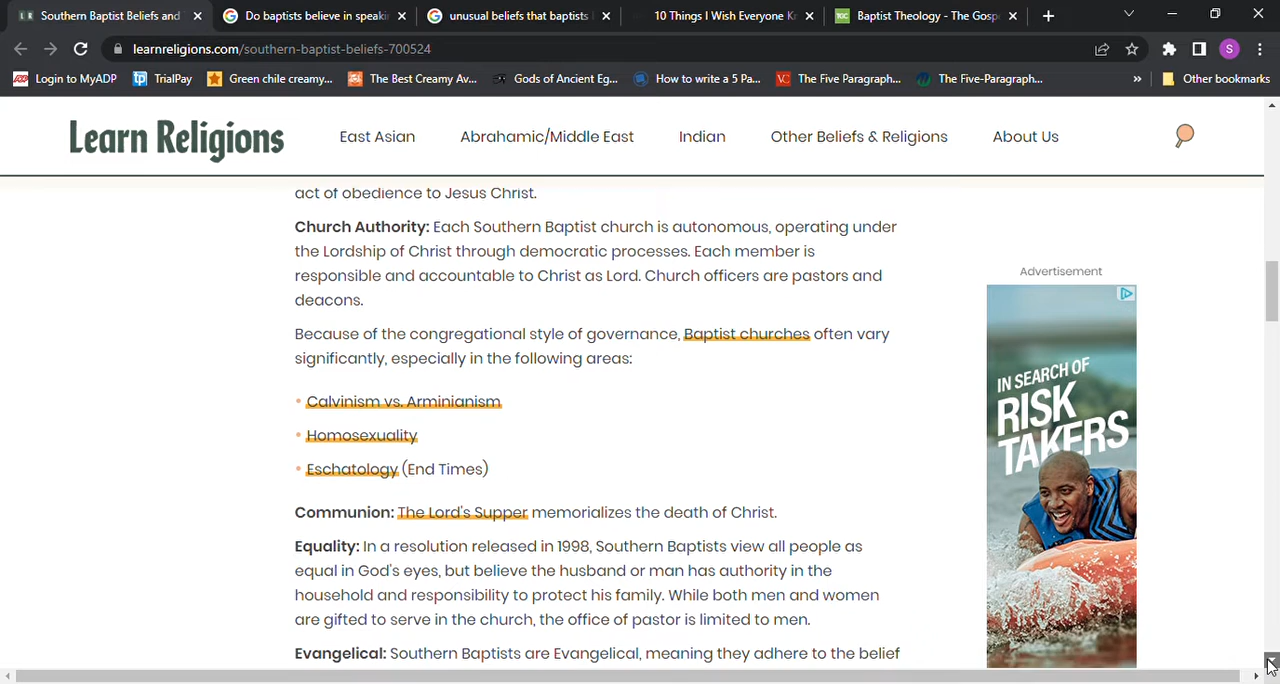 Southern Baptist Beliefs and
Do baptists believe in speaki
unusual beliefs that baptists
10 Things I Wish Everyone Kn
TGC
Baptist Theology - The Gosp
learnreligions.com/southern-baptist-beliefs-700524
S
ADP Login to MyADP
tp TrialPay
Green chile creamy...
The Best Creamy Av...
Gods of Ancient Eg...
How to write a 5 Pa...
VC The Five Paragraph...
The Five-Paragraph...
»
Other bookmarks
Learn Religions
East Asian
Abrahamic/Middle East
Indian
Other Beliefs & Religions
About Us
act of obedience to Jesus Christ.
Church Authority: Each Southern Baptist church is autonomous, operating under
the Lordship of Christ through democratic processes. Each member is
responsible and accountable to Christ as Lord. Church officers are pastors and
deacons.
Because of the congregational style of governance, Baptist churches often vary
significantly, especially in the following areas:
• Calvinism vs. Arminianism
• Homosexuality
• Eschatology (End Times)
Communion: The Lord's Supper memorializes the death of Christ.
Equality: In a resolution released in 1998, Southern Baptists view all people as
equal in God's eyes, but believe the husband or man has authority in the
household and responsibility to protect his family. While both men and women
are gifted to serve in the church, the office of pastor is limited to men.
Evangelical: Southern Baptists are Evangelical, meaning they adhere to the belief
Advertisement
IN SEARCH OF
RISK
TAKERS